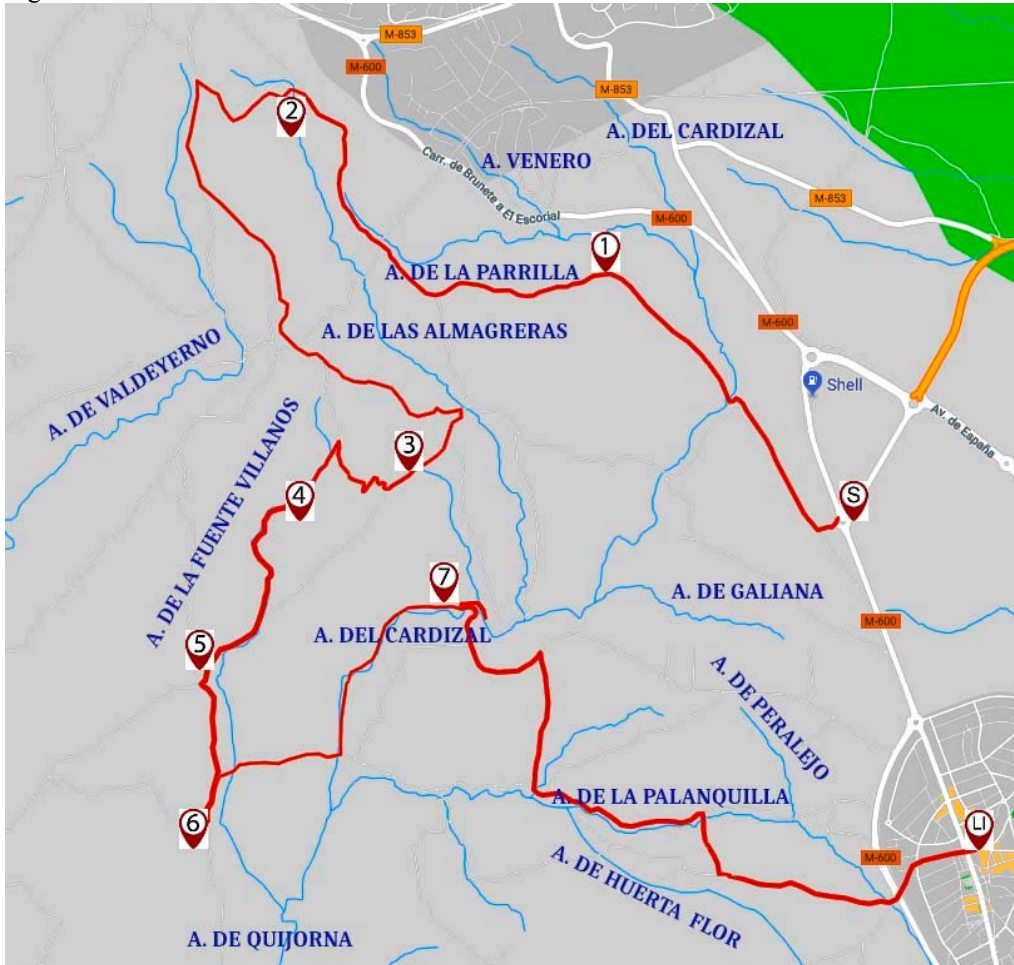 M-853
M-600
2
M-853
A. DEL CARDIZAL
A. VENERO
Carr. de Brunete a El Escorial
M-853
M-600
1
A. DE LA PARRILLA
M-600
A. DE LAS ALMAGRERAS
Shell
A. DE VALDEYERNO
Av. de España
3
4
S
A. DE LA FUENTE VILLANOS
7
A. DE GALIANA
M-600
A. DEL CARDIZAL
5
A. DE PERALEJO
A. DE LA PALANQUILLA
6
LI
M-600
A. DE HUERTA FLOR
A. DE QUIJORNA